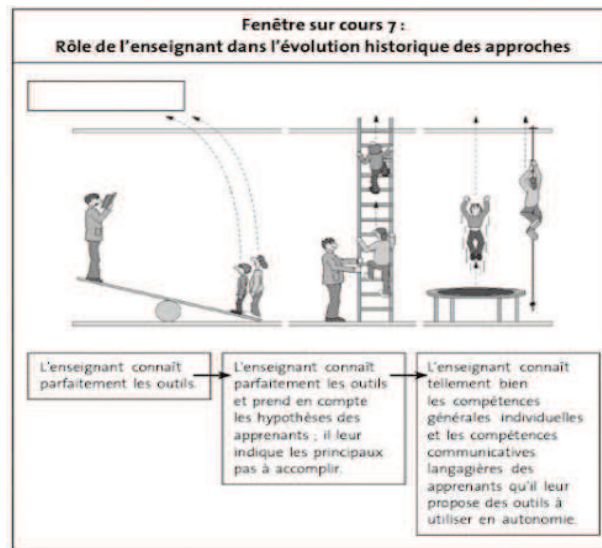 Fenêtre sur cours 7 :
Rôle de l'enseignant dans l'évolution historique des approches
L'enseignant connaît
parfaitement les outils.
L'enseignant connaît
parfaitement les outils
et prend en compte
les hypothèses des
apprenants ; il leur
indique les principaux
pas à accomplir.
L'enseignant connaît
tellement bien
les compétences
générales individuelles
et les compétences
communicatives
langagières des
apprenants qu'il leur
propose des outils à
utiliser en autonomie.